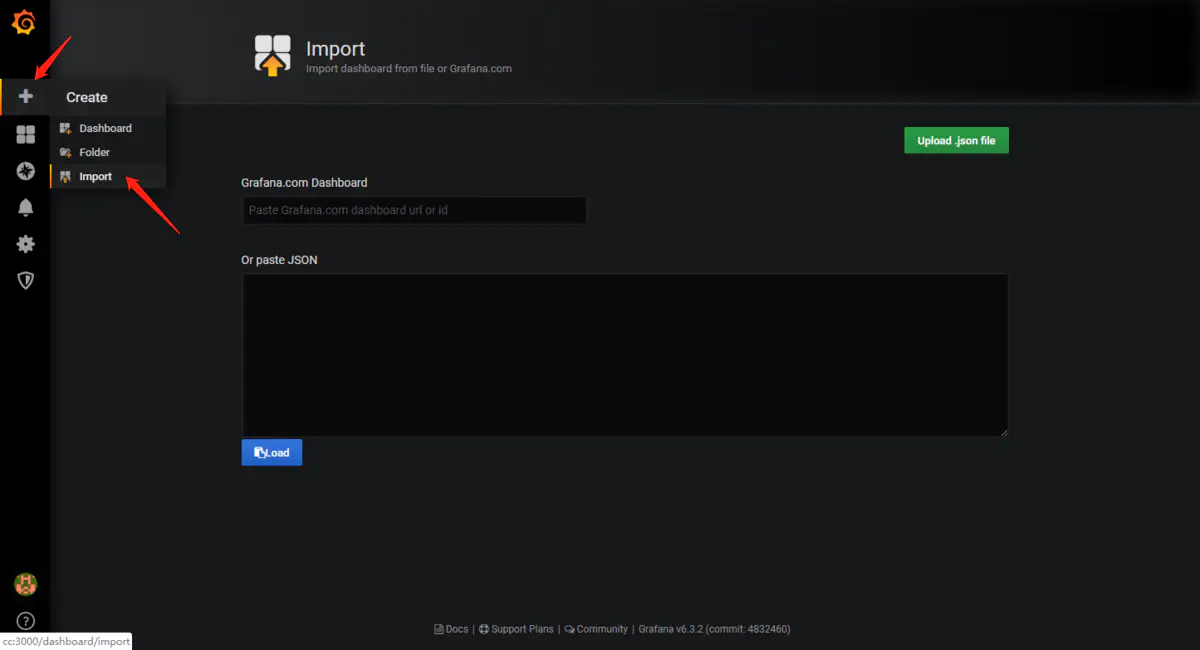 Import
Import dashboard from file or Grafana.com
Create
Dashboard
Folder
Import
Upload .json file
Grafana.com Dashboard
Paste Grafana.com dashboard url or id
Or paste JSON
Load
Docs | Support Plans | Community | Grafana v6.3.2 (commit: 4832460)
?
cc:3000/dashboard/import